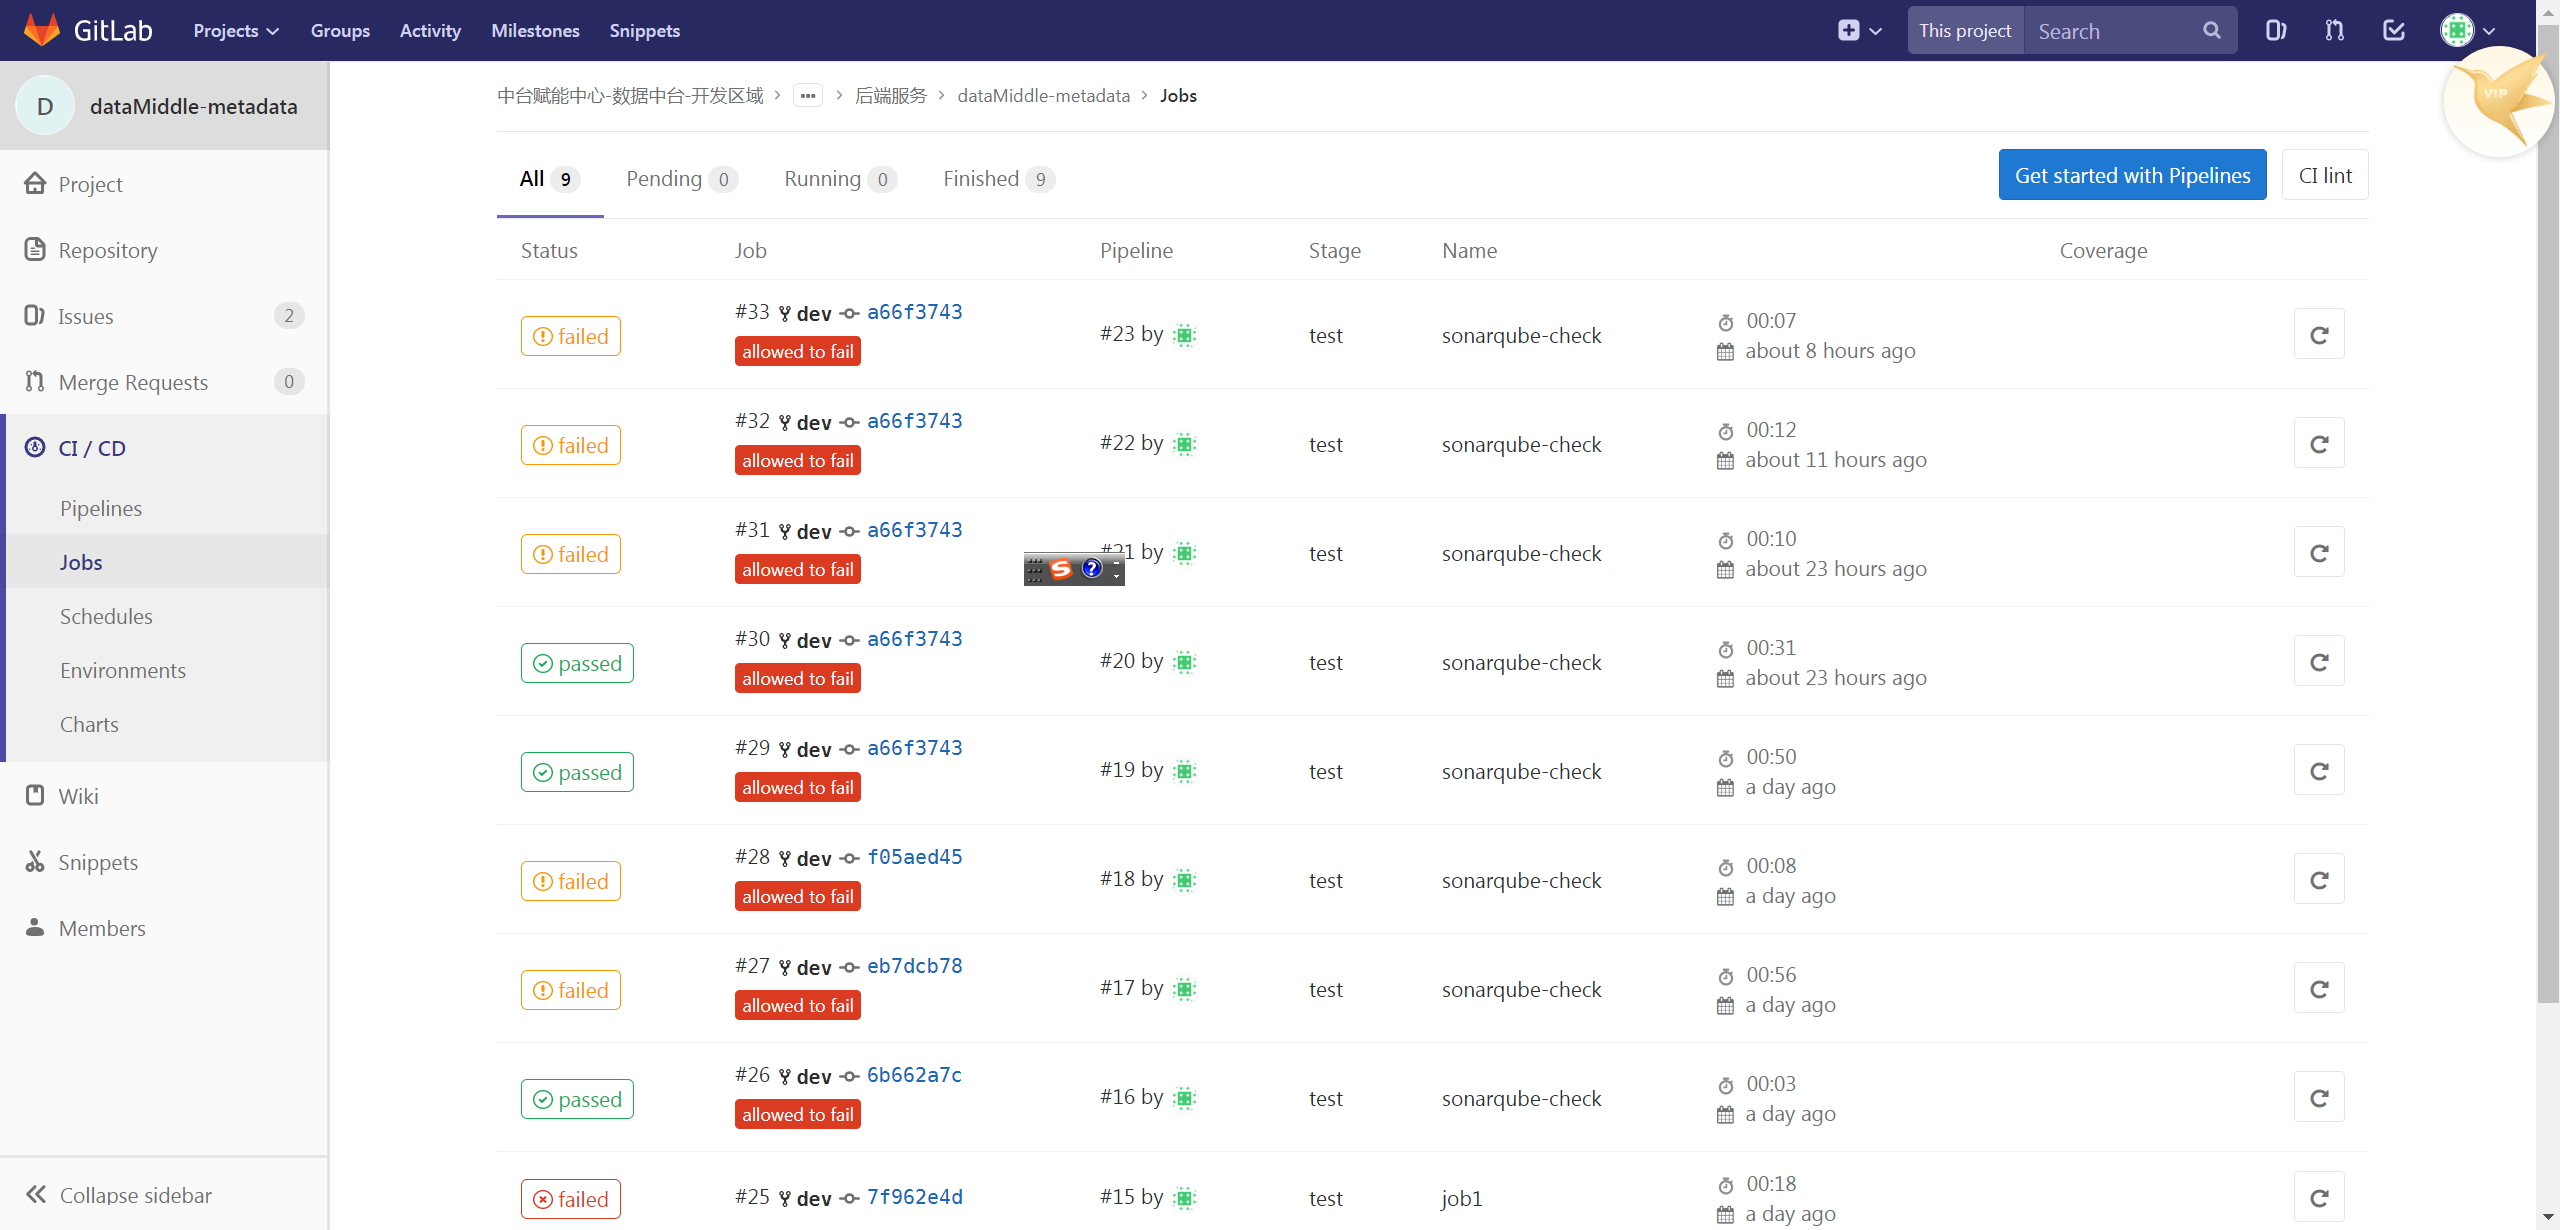 GitLab Projects Groups Activity Milestones Snippets This project Search
VIP
D dataMiddle-metadata
Project
Repository
Issues 2
Merge Requests 0
CI / CD
Pipelines
Jobs
Schedules
Environments
Charts
Wiki
Snippets
Members
Collapse sidebar
中台赋能中心-数据中台-开发区域 > ... > 后端服务 > dataMiddle-metadata > Jobs
All 9 Pending 0 Running 0 Finished 9 Get started with Pipelines CI lint
Status Job Pipeline Stage Name Coverage
failed #33 dev a66f3743 allowed to fail #23 by test sonarqube-check 00:07 about 8 hours ago
failed #32 dev a66f3743 allowed to fail #22 by test sonarqube-check 00:12 about 11 hours ago
failed #31 dev a66f3743 allowed to fail #21 by test sonarqube-check 00:10 about 23 hours ago
passed #30 dev a66f3743 allowed to fail #20 by test sonarqube-check 00:31 about 23 hours ago
passed #29 dev a66f3743 allowed to fail #19 by test sonarqube-check 00:50 a day ago
failed #28 dev f05aed45 allowed to fail #18 by test sonarqube-check 00:08 a day ago
failed #27 dev eb7dcb78 allowed to fail #17 by test sonarqube-check 00:56 a day ago
passed #26 dev 6b662a7c allowed to fail #16 by test sonarqube-check 00:03 a day ago
failed #25 dev 7f962e4d #15 by test job1 00:18 a day ago